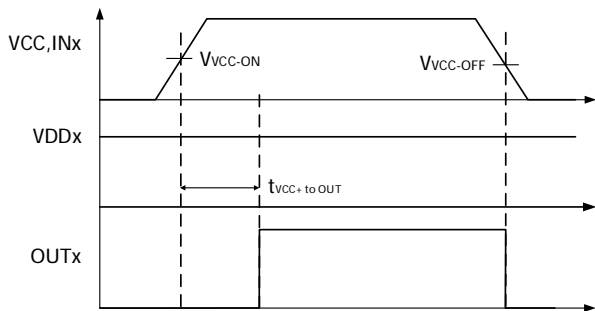 VCC,INx
VVCC-ON
VVCC-OFF
VDDx
tVCC+ to OUT
OUTx